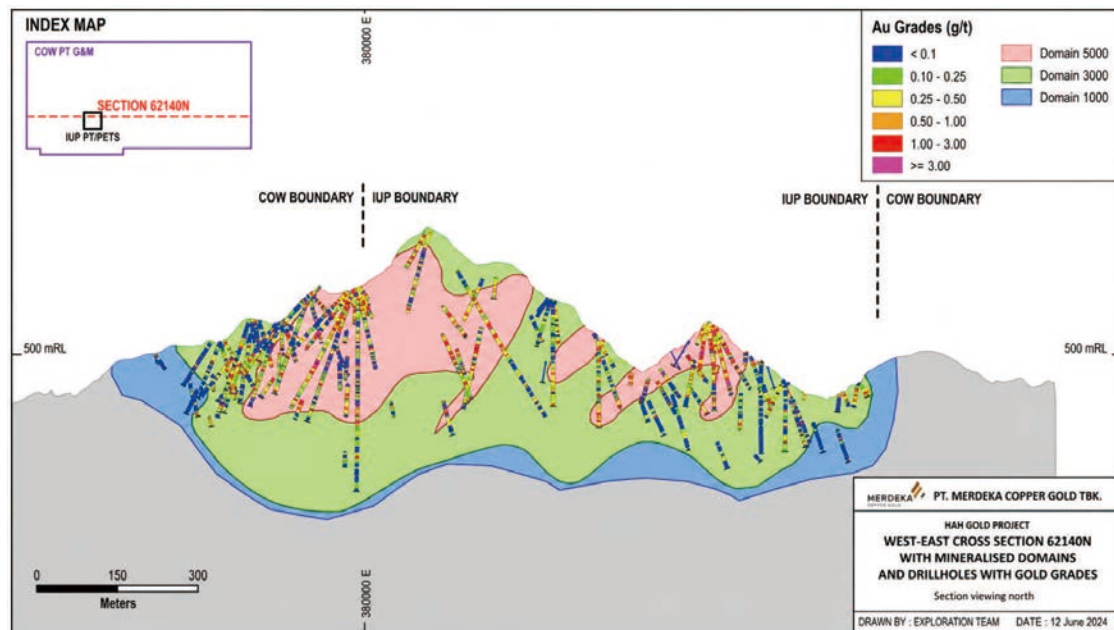 INDEX MAP
COW PT G&M
SECTION 62140N
IUP PT/PETS
380000 E
Au Grades (g/t)
< 0.1
0.10 - 0.25
0.25 - 0.50
0.50 - 1.00
1.00 - 3.00
>= 3.00
Domain 5000
Domain 3000
Domain 1000
COW BOUNDARY
IUP BOUNDARY
IUP BOUNDARY
COW BOUNDARY
500 mRL
500 mRL
0 150 300
Meters
380000 E
MERDEKA
COPPER GOLD
PT. MERDEKA COPPER GOLD TBK.
HAH GOLD PROJECT
WEST-EAST CROSS SECTION 62140N
WITH MINERALISED DOMAINS
AND DRILLHOLES WITH GOLD GRADES
Section viewing north
DRAWN BY : EXPLORATION TEAM DATE : 12 June 2024